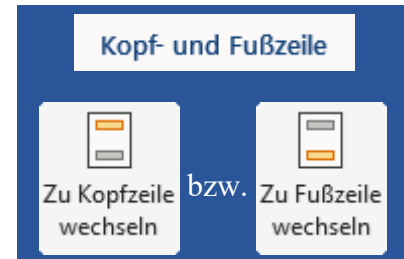 Kopf- und Fußzeile
Zu Kopfzeile wechseln
bzw.
Zu Fußzeile wechseln